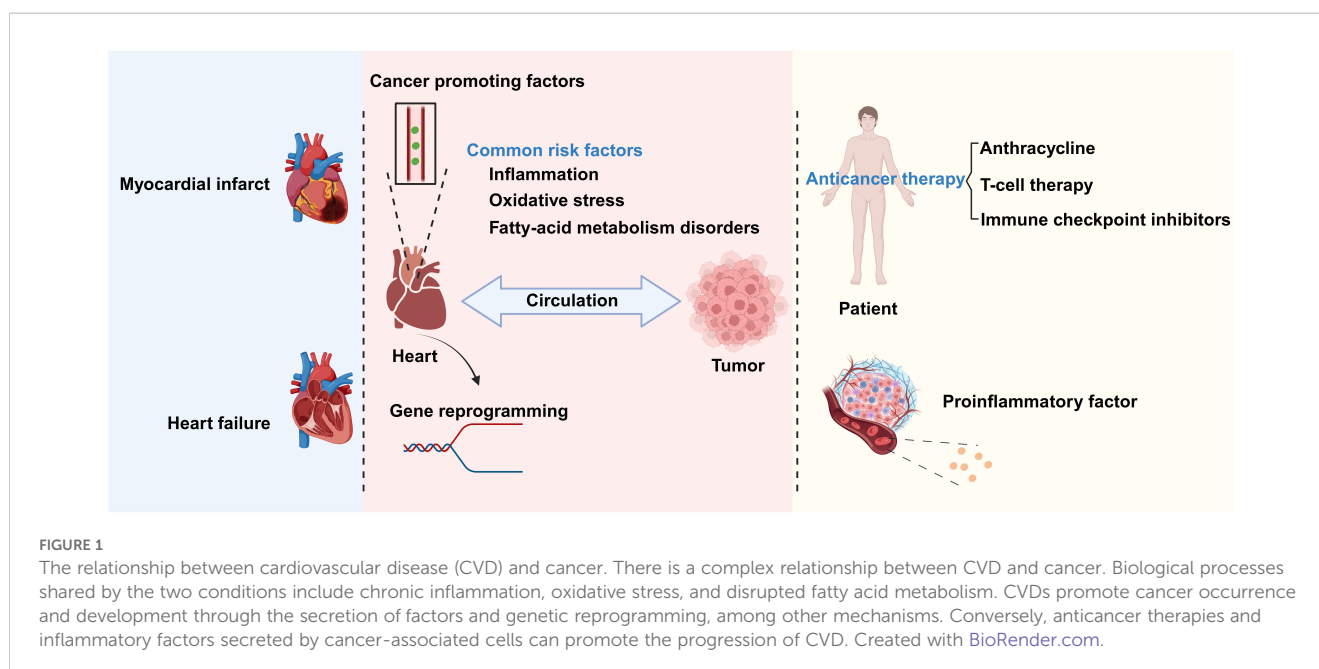 Cancer promoting factors
Common risk factors
Inflammation
Oxidative stress
Fatty-acid metabolism disorders
Myocardial infarct
Heart failure
Circulation
Heart
Tumor
Gene reprogramming
Anticancer therapy
Anthracycline
T-cell therapy
Immune checkpoint inhibitors
Patient
Proinflammatory factor
FIGURE 1
The relationship between cardiovascular disease (CVD) and cancer. There is a complex relationship between CVD and cancer. Biological processes
shared by the two conditions include chronic inflammation, oxidative stress, and disrupted fatty acid metabolism. CVDs promote cancer occurrence
and development through the secretion of factors and genetic reprogramming, among other mechanisms. Conversely, anticancer therapies and
inflammatory factors secreted by cancer-associated cells can promote the progression of CVD. Created with BioRender.com.